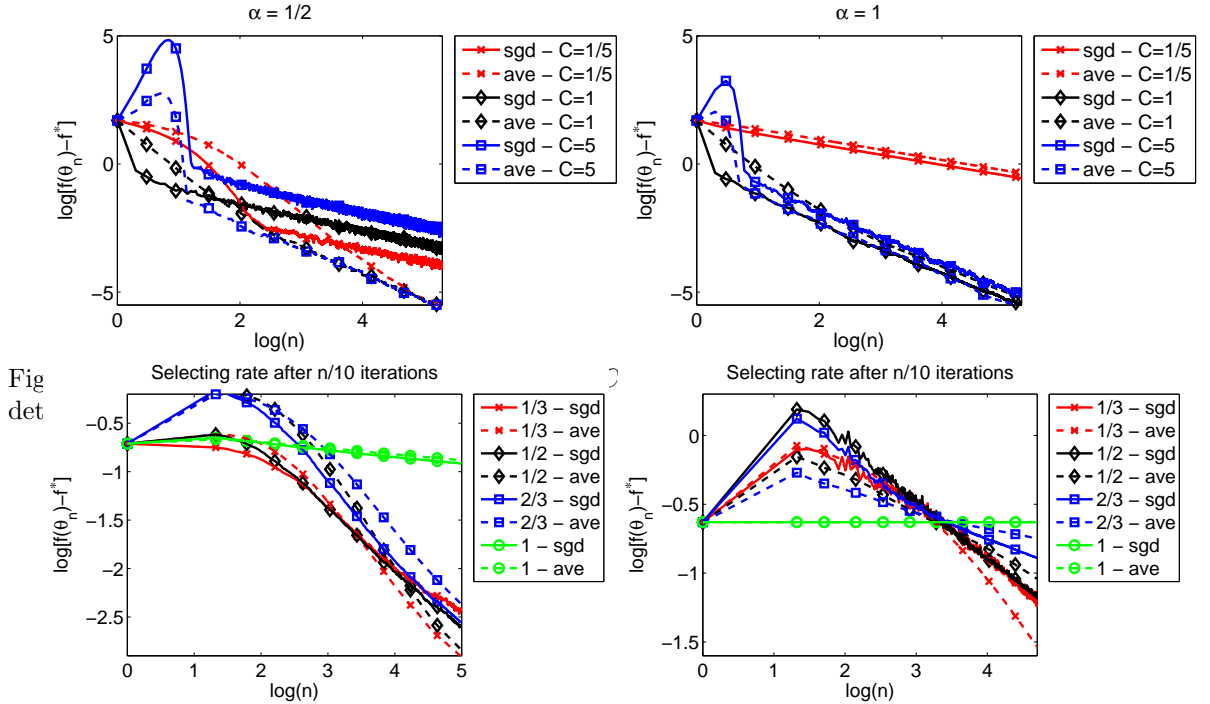 α = 1/2
5
0
−5
0
2
4
log(n)
log[f(θn)−f*]
sgd − C=1/5
ave − C=1/5
sgd − C=1
ave − C=1
sgd − C=5
ave − C=5
α = 1
5
0
−5
0
2
4
log(n)
log[f(θn)−f*]
sgd − C=1/5
ave − C=1/5
sgd − C=1
ave − C=1
sgd − C=5
ave − C=5
Fig
det
Selecting rate after n/10 iterations
−0.5
−1
−1.5
−2
−2.5
0
1
2
3
4
5
log(n)
log[f(θn)−f*]
1/3 − sgd
1/3 − ave
1/2 − sgd
1/2 − ave
2/3 − sgd
2/3 − ave
1 − sgd
1 − ave
Selecting rate after n/10 iterations
0
−0.5
−1
−1.5
0
1
2
3
4
log(n)
log[f(θn)−f*]
1/3 − sgd
1/3 − ave
1/2 − sgd
1/2 − ave
2/3 − sgd
2/3 − ave
1 − sgd
1 − ave